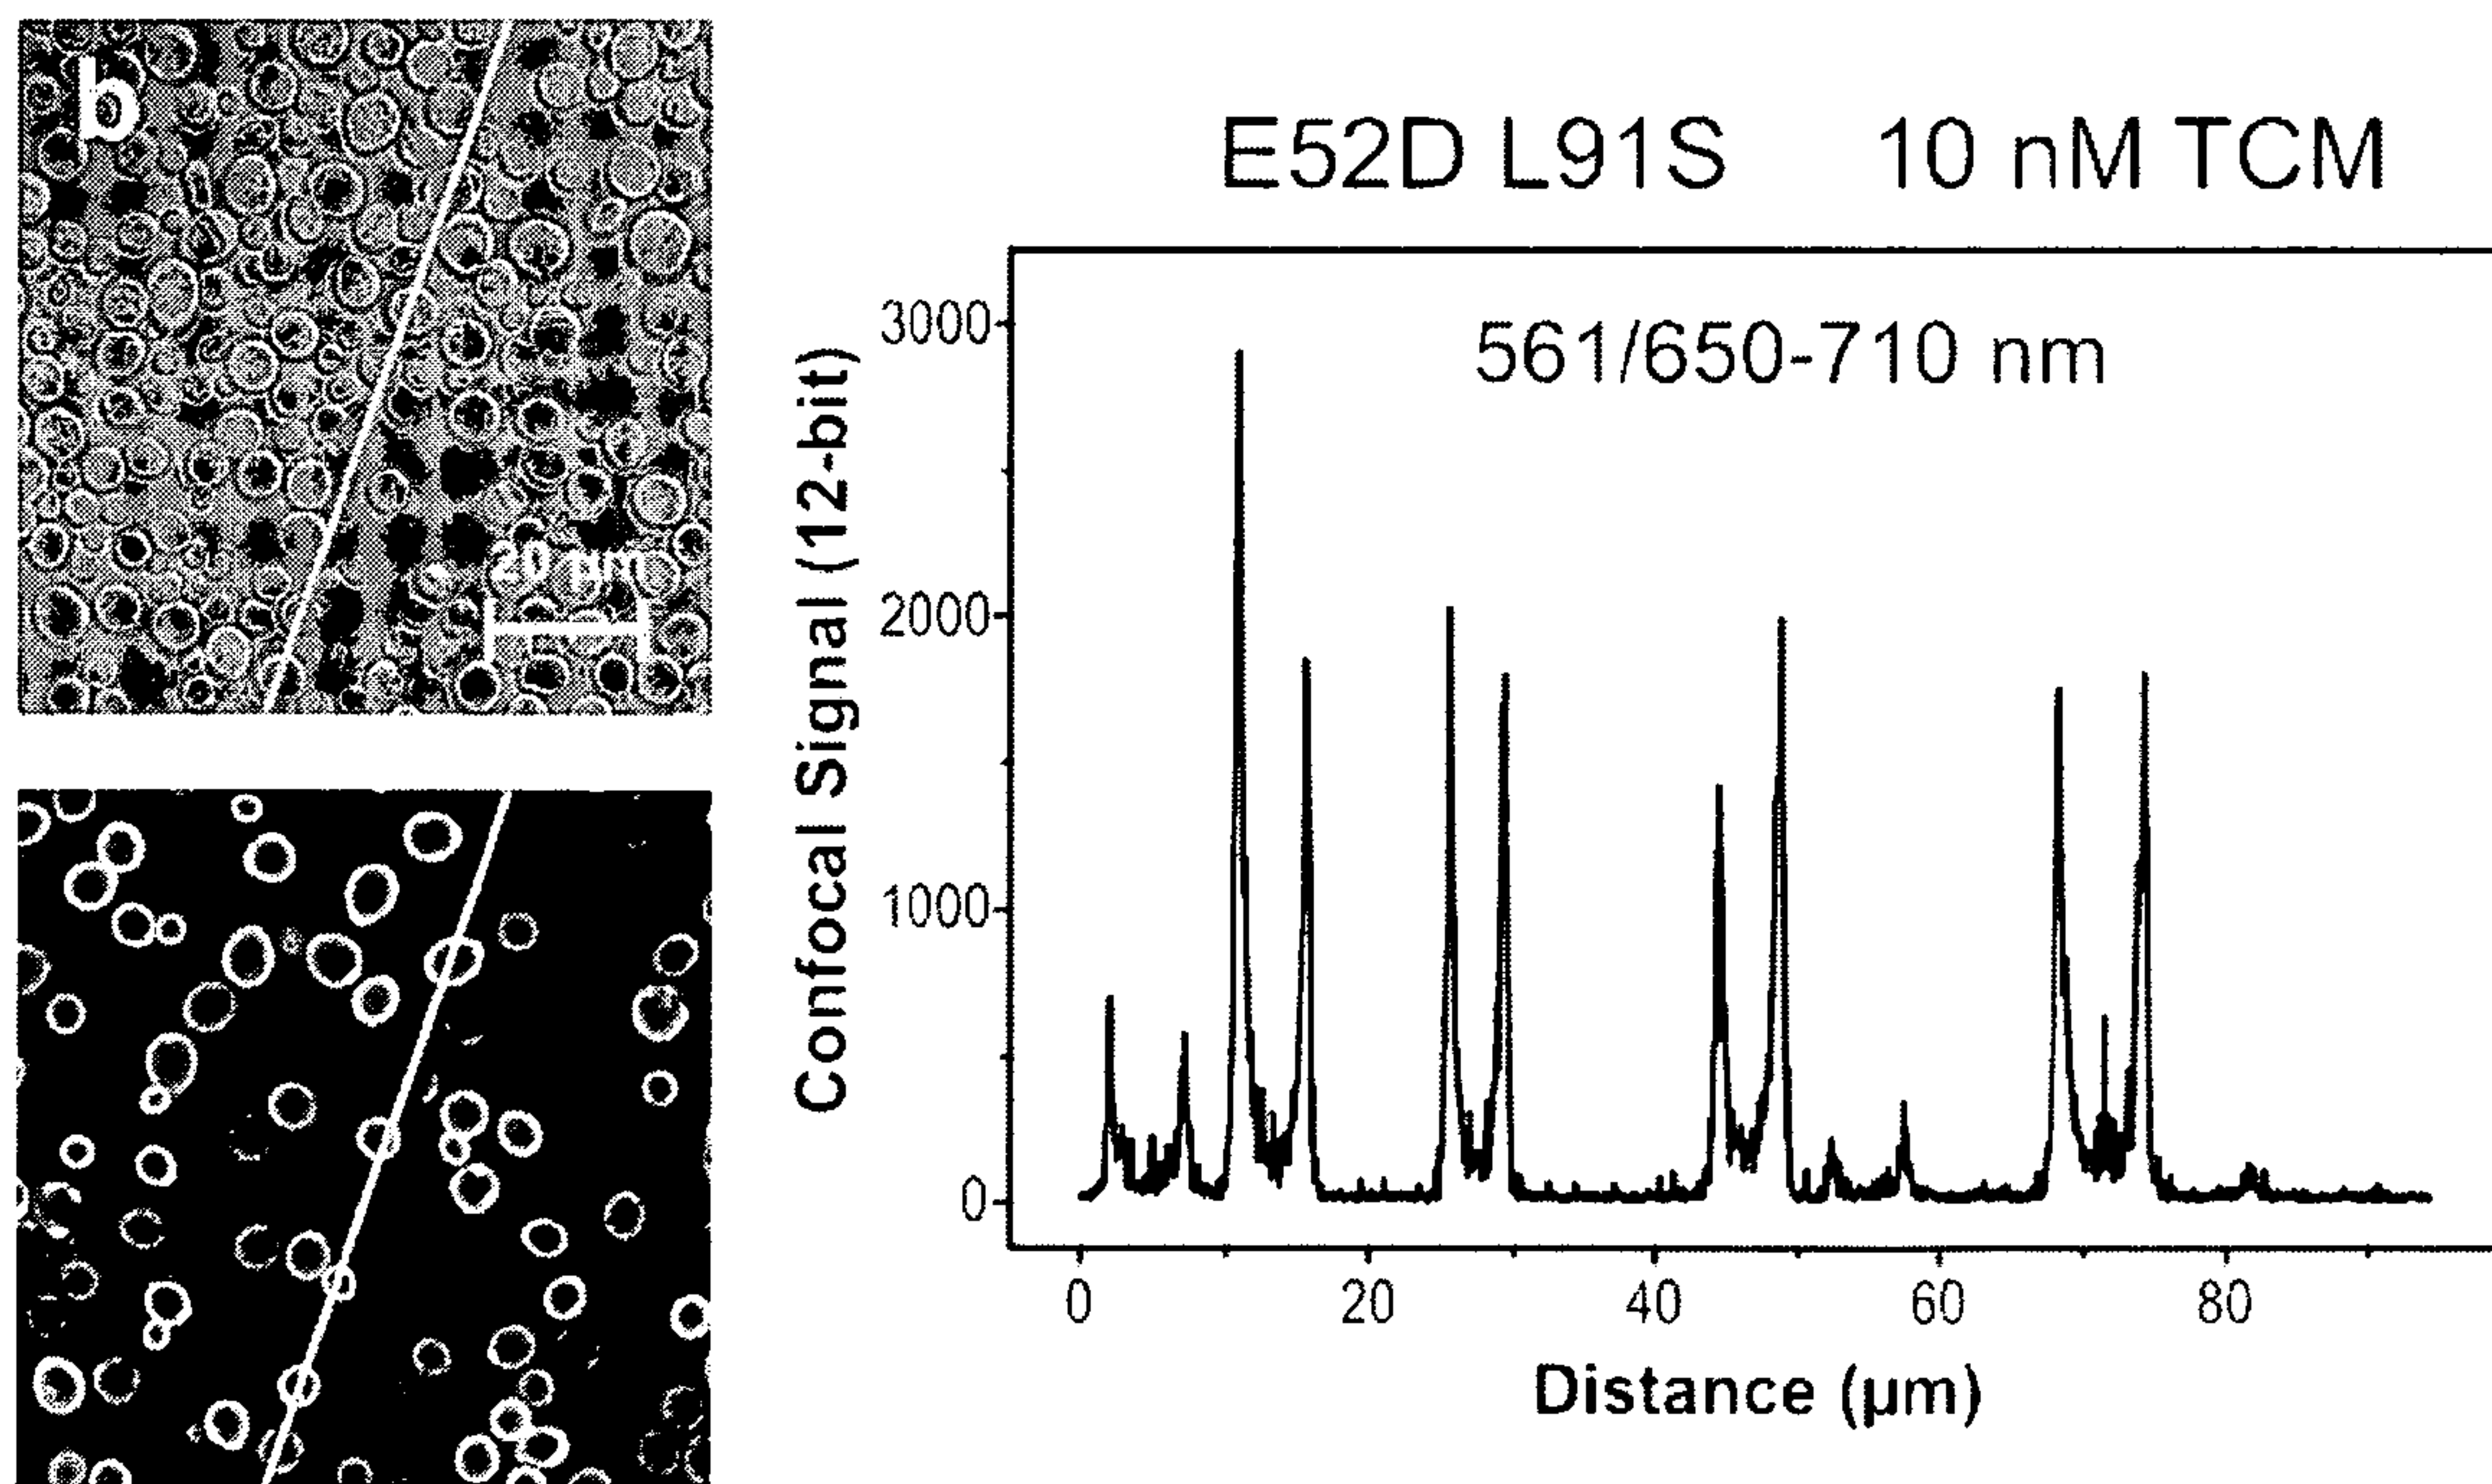 b
20 µm
E52D L91S 10 nM TCM
561/650-710 nm
Confocal Signal (12-bit)
3000
2000
1000
0
0 20 40 60 80
Distance (µm)